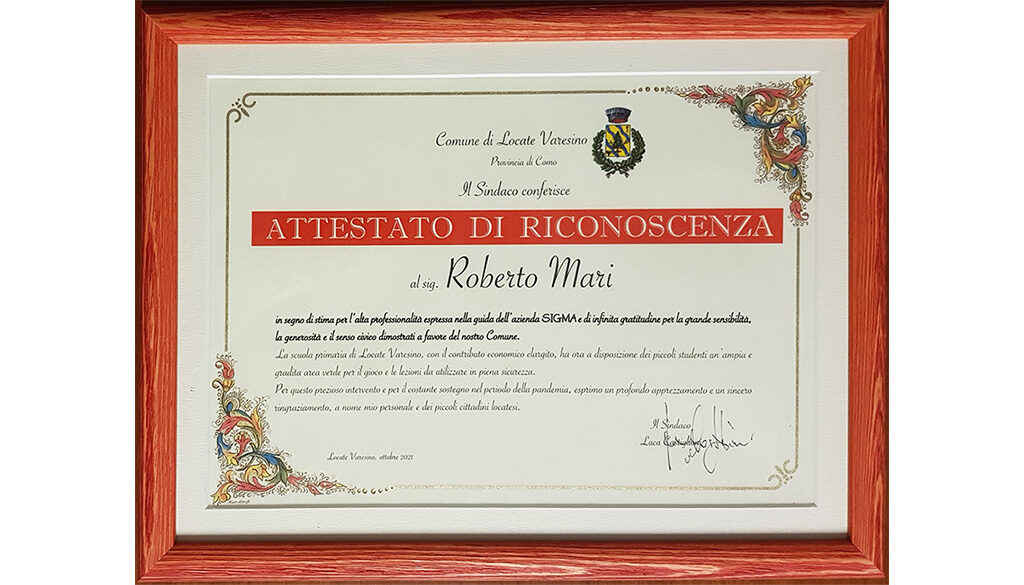 Comune di Locate Varesino
Provincia di Como
Il Sindaco conferisce
ATTESTATO DI RICONOSCENZA
al sig. Roberto Mari
in segno di stima per l'alta professionalità espressa nella guida dell'azienda SIGMA e di infinita gratitudine per la grande sensibilità,
la generosità e il senso civico dimostrati a favore del nostro Comune.
La scuola primaria di Locate Varesino, con il contributo economico elargito, ha ora a disposizione dei piccoli studenti un'ampia e
gradita area verde per il gioco e le lezioni da utilizzare in piena sicurezza.
Per questo prezioso intervento e per il costante sostegno nel periodo della pandemia, esprimo un profondo apprezzamento e un sincero
ringraziamento, a nome mio personale e dei piccoli cittadini locatesi.
Il Sindaco
Luca
Locate Varesino, ottobre 2021